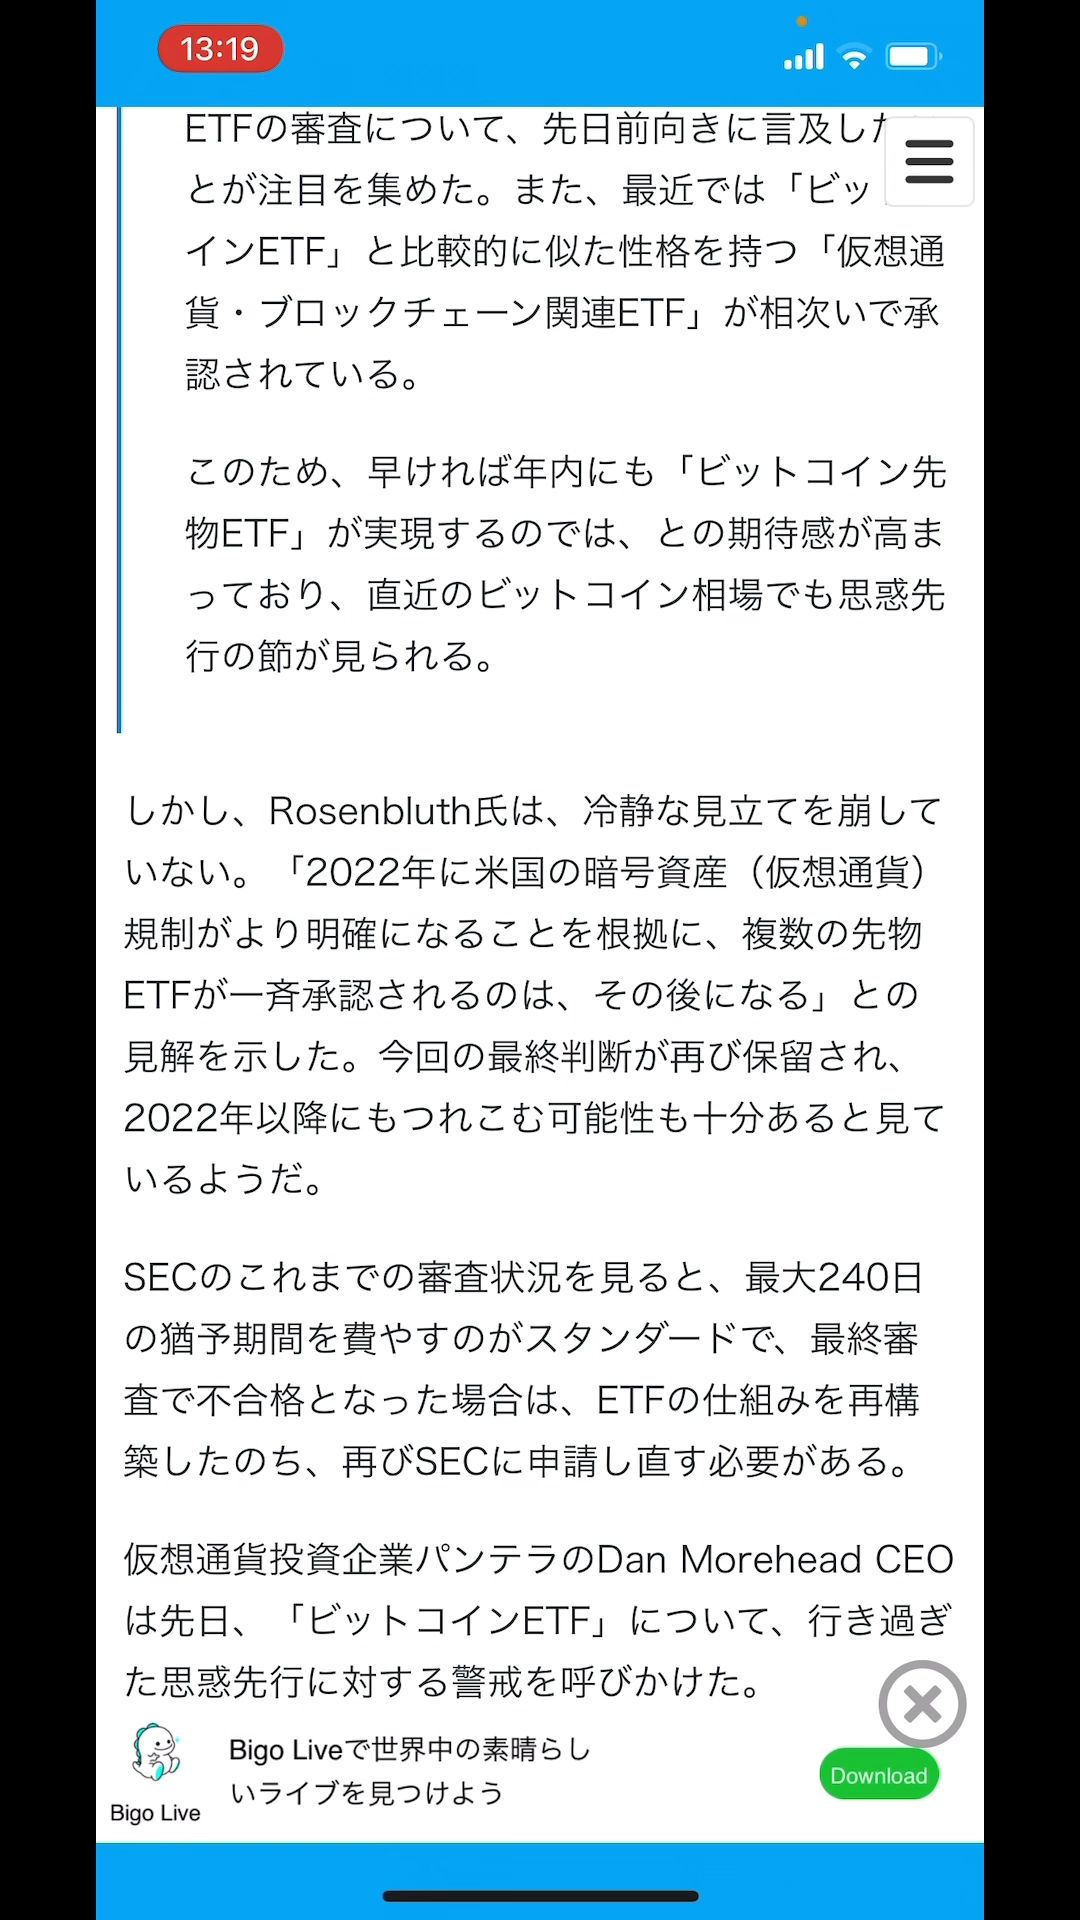 13:19
ETFの審査について、先日前向きに言及した
とが注目を集めた。また、最近では「ビッ
インETF」と比較的に似た性格を持つ「仮想通
貨・ブロックチェーン関連ETF」が相次いで承
認されている。
このため、早ければ年内にも「ビットコイン先
物ETF」が実現するのでは、との期待感が高ま
っており、直近のビットコイン相場でも思惑先
行の節が見られる。
しかし、Rosenbluth氏は、冷静な見立てを崩して
いない。「2022年に米国の暗号資産（仮想通貨）
規制がより明確になることを根拠に、複数の先物
ETFが一斉承認されるのは、その後になる」との
見解を示した。今回の最終判断が再び保留され、
2022年以降にもつれこむ可能性も十分あると見て
いるようだ。
SECのこれまでの審査状況を見ると、最大240日
の猶予期間を費やすのがスタンダードで、最終審
査で不合格となった場合は、ETFの仕組みを再構
築したのち、再びSECに申請し直す必要がある。
仮想通貨投資企業パンテラのDan Morehead CEO
は先日、「ビットコインETF」について、行き過ぎ
た思惑先行に対する警戒を呼びかけた。
Bigo Liveで世界中の素晴らし
いライブを見つけよう
Download
Bigo Live